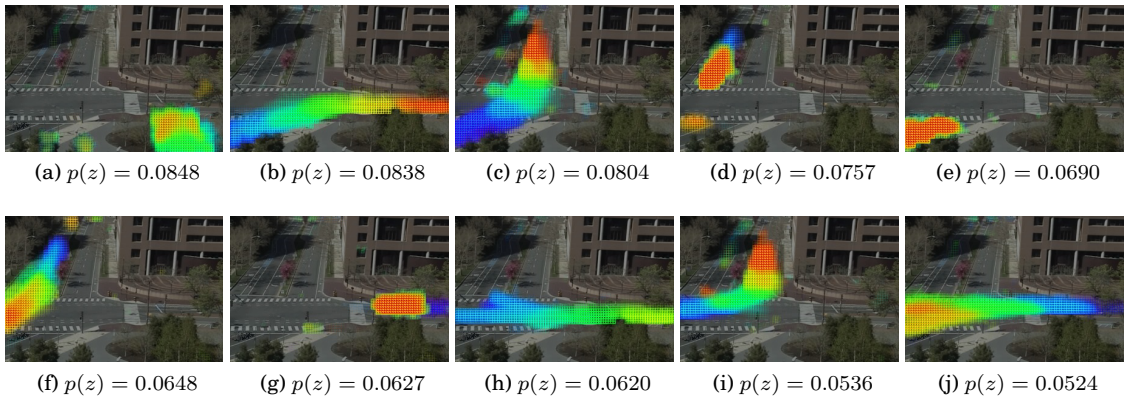 (a) p(z) = 0.0848 (b) p(z) = 0.0838 (c) p(z) = 0.0804 (d) p(z) = 0.0757 (e) p(z) = 0.0690
(f) p(z) = 0.0648 (g) p(z) = 0.0627 (h) p(z) = 0.0620 (i) p(z) = 0.0536 (j) p(z) = 0.0524